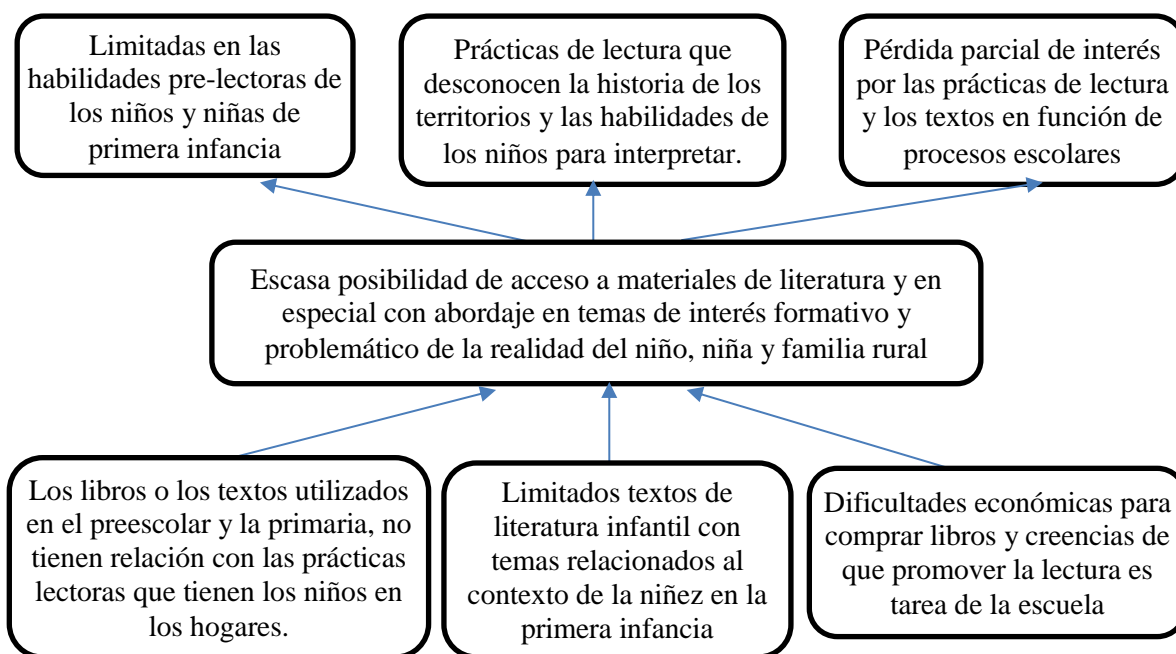 Limitadas en las
habilidades pre-lectoras de
los niños y niñas de
primera infancia
Prácticas de lectura que
desconocen la historia de los
territorios y las habilidades de
los niños para interpretar.
Pérdida parcial de interés
por las prácticas de lectura
y los textos en función de
procesos escolares
Escasa posibilidad de acceso a materiales de literatura y en
especial con abordaje en temas de interés formativo y
problemático de la realidad del niño, niña y familia rural
Los libros o los textos utilizados
en el preescolar y la primaria, no
tienen relación con las prácticas
lectoras que tienen los niños en
los hogares.
Limitados textos de
literatura infantil con
temas relacionados al
contexto de la niñez en la
primera infancia
Dificultades económicas para
comprar libros y creencias de
que promover la lectura es
tarea de la escuela